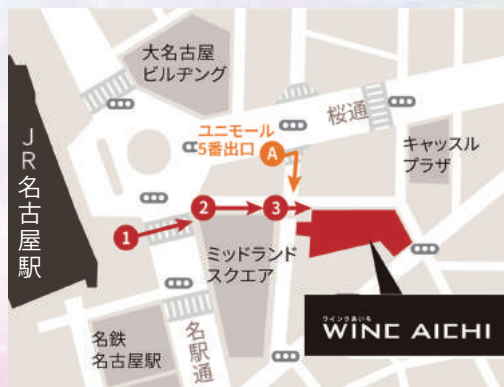 大名古屋
ビルヂング
JR名古屋駅
ユニモール
5番出口
A
桜通
キャッスル
プラザ
1
2
3
ミッドランド
スクエア
名鉄
名古屋駅
名駅通
ウインクあいち
WINC AICHI